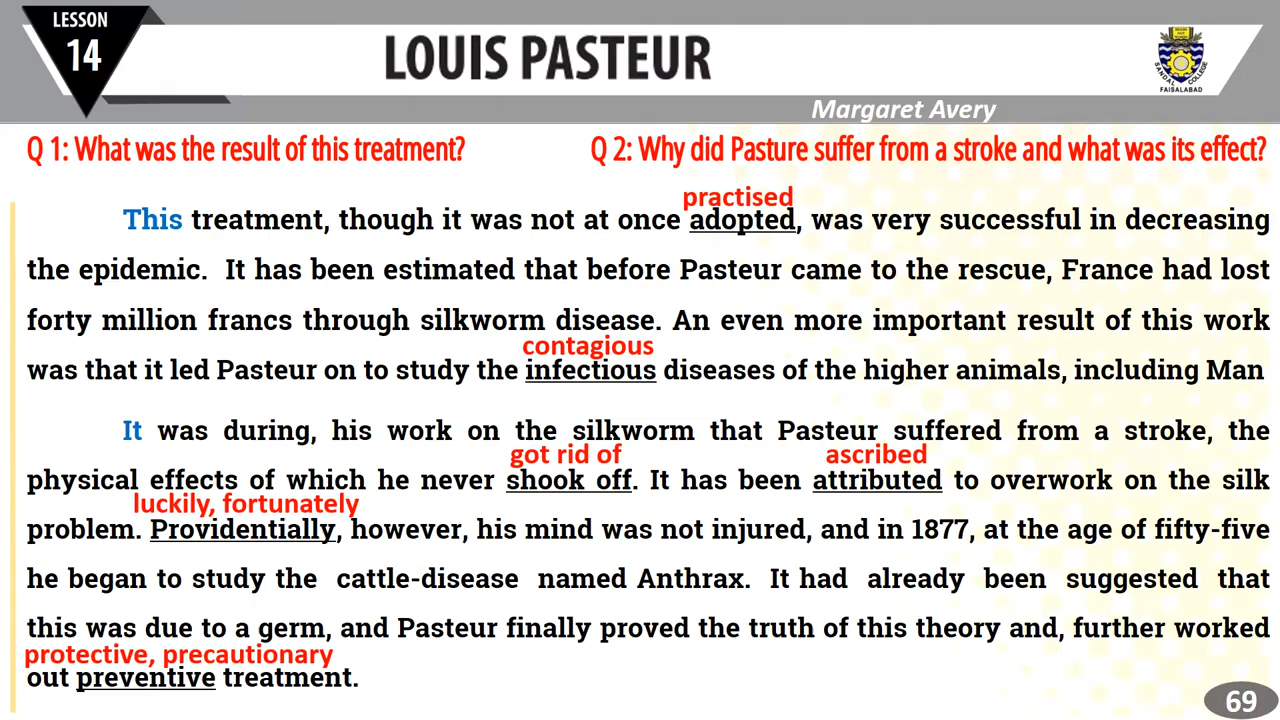 LESSON
14
LOUIS PASTEUR
SANDAL COLLEGE
FAISALABAD
Margaret Avery
Q 1: What was the result of this treatment?
Q 2: Why did Pasture suffer from a stroke and what was its effect?
practised
This treatment, though it was not at once adopted, was very successful in decreasing
the epidemic. It has been estimated that before Pasteur came to the rescue, France had lost
forty million francs through silkworm disease. An even more important result of this work
contagious
was that it led Pasteur on to study the infectious diseases of the higher animals, including Man
It was during, his work on the silkworm that Pasteur suffered from a stroke, the
got rid of ascribed
physical effects of which he never shook off. It has been attributed to overwork on the silk
luckily, fortunately
problem. Providentially, however, his mind was not injured, and in 1877, at the age of fifty-five
he began to study the cattle-disease named Anthrax. It had already been suggested that
this was due to a germ, and Pasteur finally proved the truth of this theory and, further worked
protective, precautionary
out preventive treatment.
69